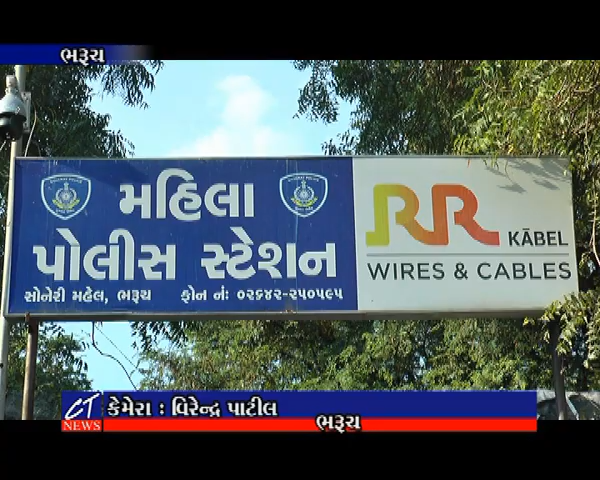 ભરૂચ
મહિલા
પોલીસ સ્ટેશન
સોનેરી મહેલ, ભરૂચ ફોન નંઃ ૦૨૬૪૨-૨૫૦૫૯૫
RR KĀBEL
WIRES & CABLES
CT NEWS
કેમેરા : વિરેન્દ્ર પાટીલ
ભરૂચ